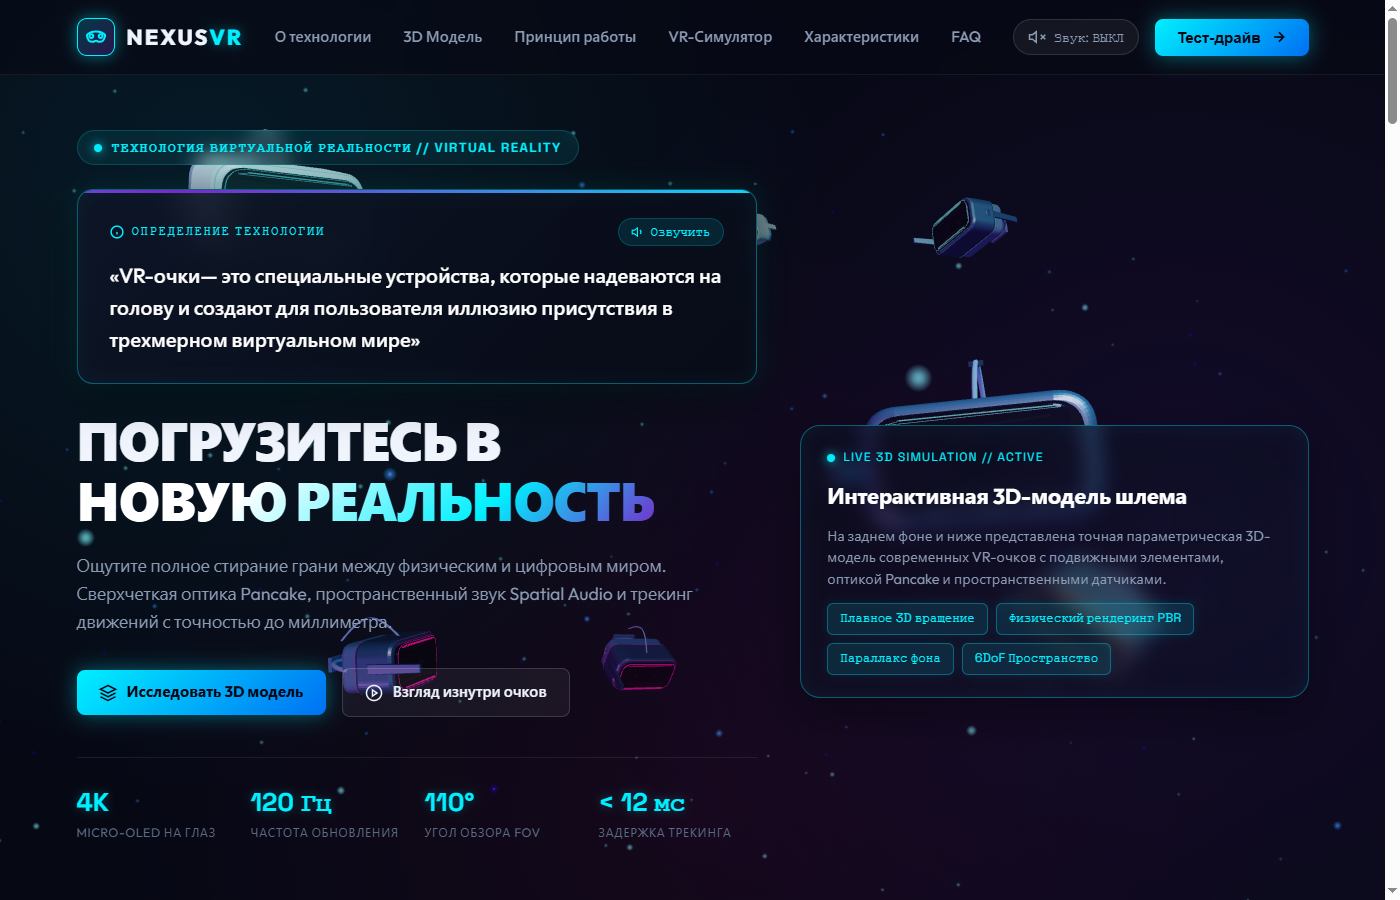 NEXUSVR
О технологии
3D Модель
Принцип работы
VR-Симулятор
Характеристики
FAQ
Звук: ВЫКЛ
Тест-драйв
ТЕХНОЛОГИЯ ВИРТУАЛЬНОЙ РЕАЛЬНОСТИ // VIRTUAL REALITY
ОПРЕДЕЛЕНИЕ ТЕХНОЛОГИИ
Озвучить
«VR-очки— это специальные устройства, которые надеваются на
голову и создают для пользователя иллюзию присутствия в
трехмерном виртуальном мире»
ПОГРУЗИТЕСЬ В
НОВУЮ РЕАЛЬНОСТЬ
Ощутите полное стирание грани между физическим и цифровым миром.
Сверхчеткая оптика Pancake, пространственный звук Spatial Audio и трекинг
движений с точностью до миллиметра.
Исследовать 3D модель
Взгляд изнутри очков
4K
MICRO-OLED НА ГЛАЗ
120 Гц
ЧАСТОТА ОБНОВЛЕНИЯ
110°
УГОЛ ОБЗОРА FOV
< 12 мс
ЗАДЕРЖКА ТРЕКИНГА
LIVE 3D SIMULATION // ACTIVE
Интерактивная 3D-модель шлема
На заднем фоне и ниже представлена точная параметрическая 3D-
модель современных VR-очков с подвижными элементами,
оптикой Pancake и пространственными датчиками.
Плавное 3D вращение
Физический рендеринг PBR
Параллакс фона
6DoF Пространство